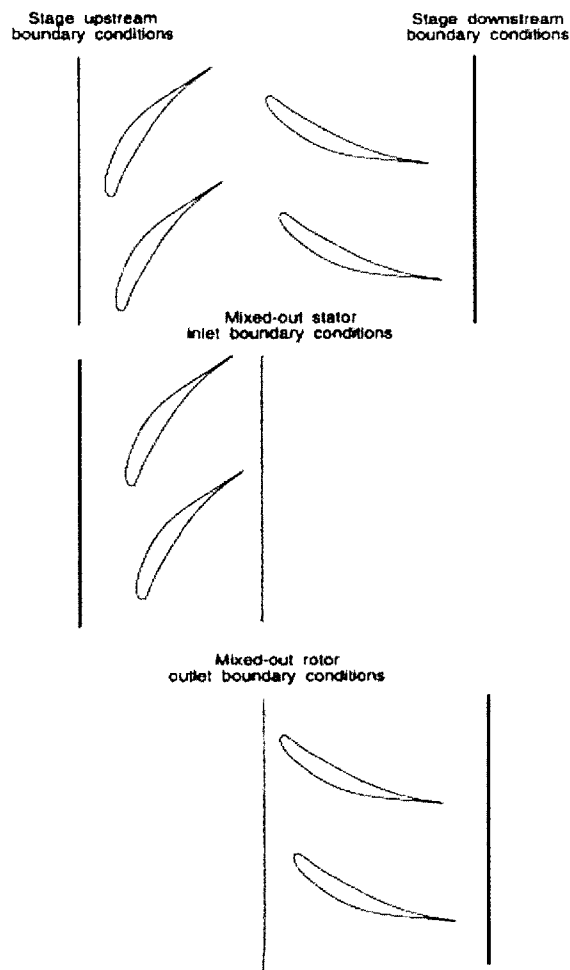 Stage upstream
boundary conditions
Stage downstream
boundary conditions
Mixed-out stator
inlet boundary conditions
Mixed-out rotor
outlet boundary conditions